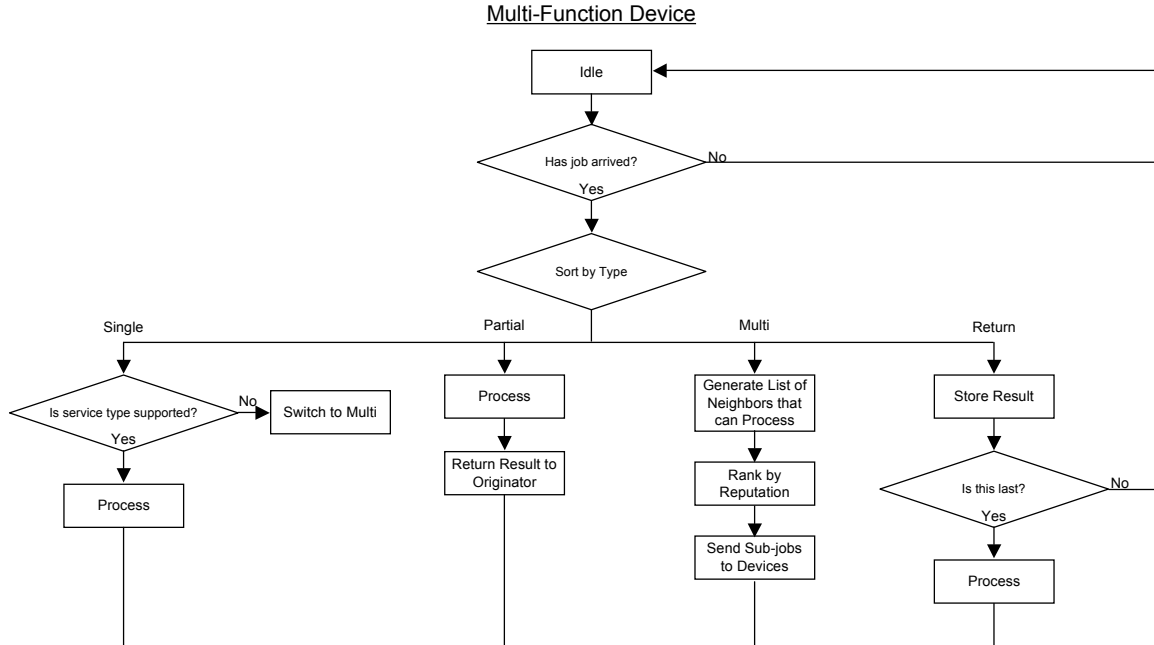 Multi-Function Device
Idle
Has job arrived?
No
Yes
Sort by Type
Single
Partial
Multi
Return
Is service type supported?
No
Yes
Switch to Multi
Process
Process
Return Result to
Originator
Generate List of
Neighbors that
can Process
Rank by
Reputation
Send Sub-jobs
to Devices
Store Result
Is this last?
No
Yes
Process